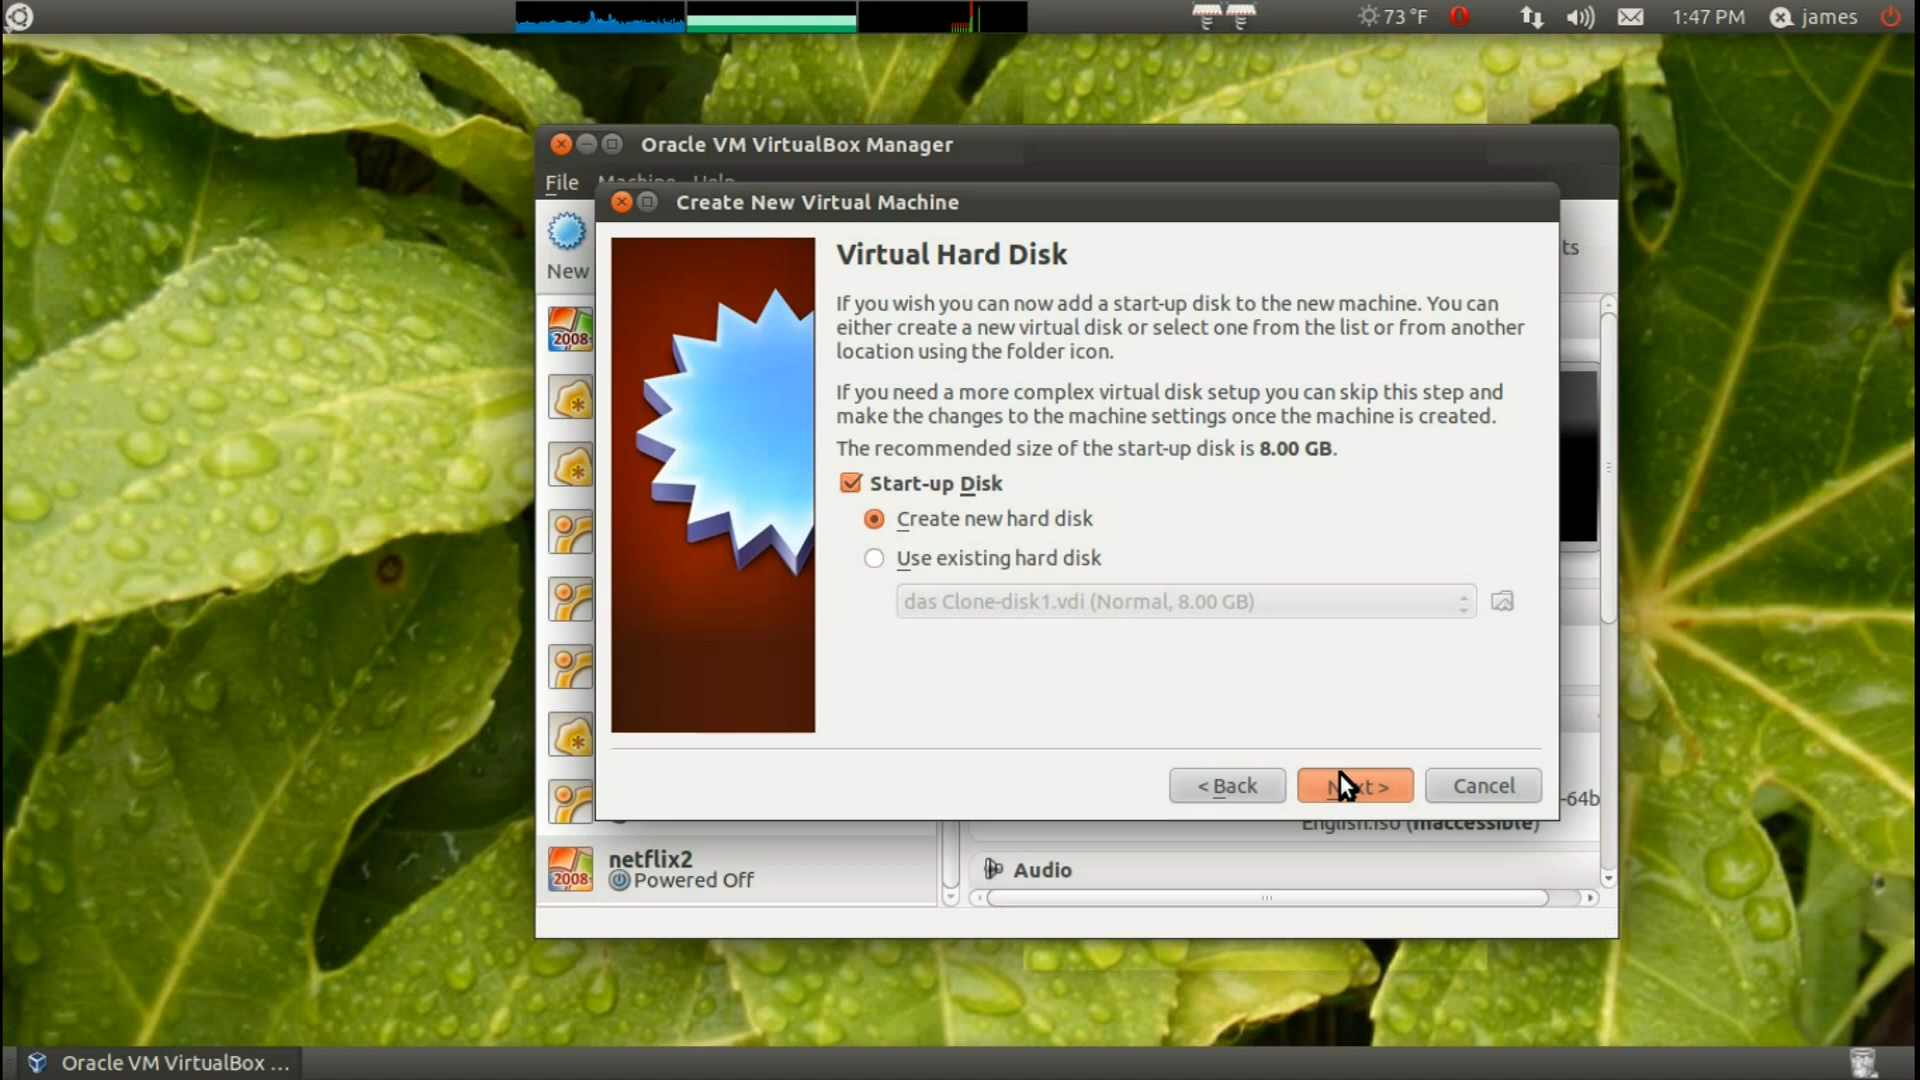 73 °F
1:47 PM
james
Oracle VM VirtualBox Manager
File
Create New Virtual Machine
New
2008
Virtual Hard Disk
If you wish you can now add a start-up disk to the new machine. You can
either create a new virtual disk or select one from the list or from another
location using the folder icon.
If you need a more complex virtual disk setup you can skip this step and
make the changes to the machine settings once the machine is created.
The recommended size of the start-up disk is 8.00 GB.
Start-up Disk
Create new hard disk
Use existing hard disk
das Clone-disk1.vdi (Normal, 8.00 GB)
< Back
Next >
Cancel
ts
-64b
English.iso (Inaccessible)
netflix2
2008
Powered Off
Audio
Oracle VM VirtualBox ...